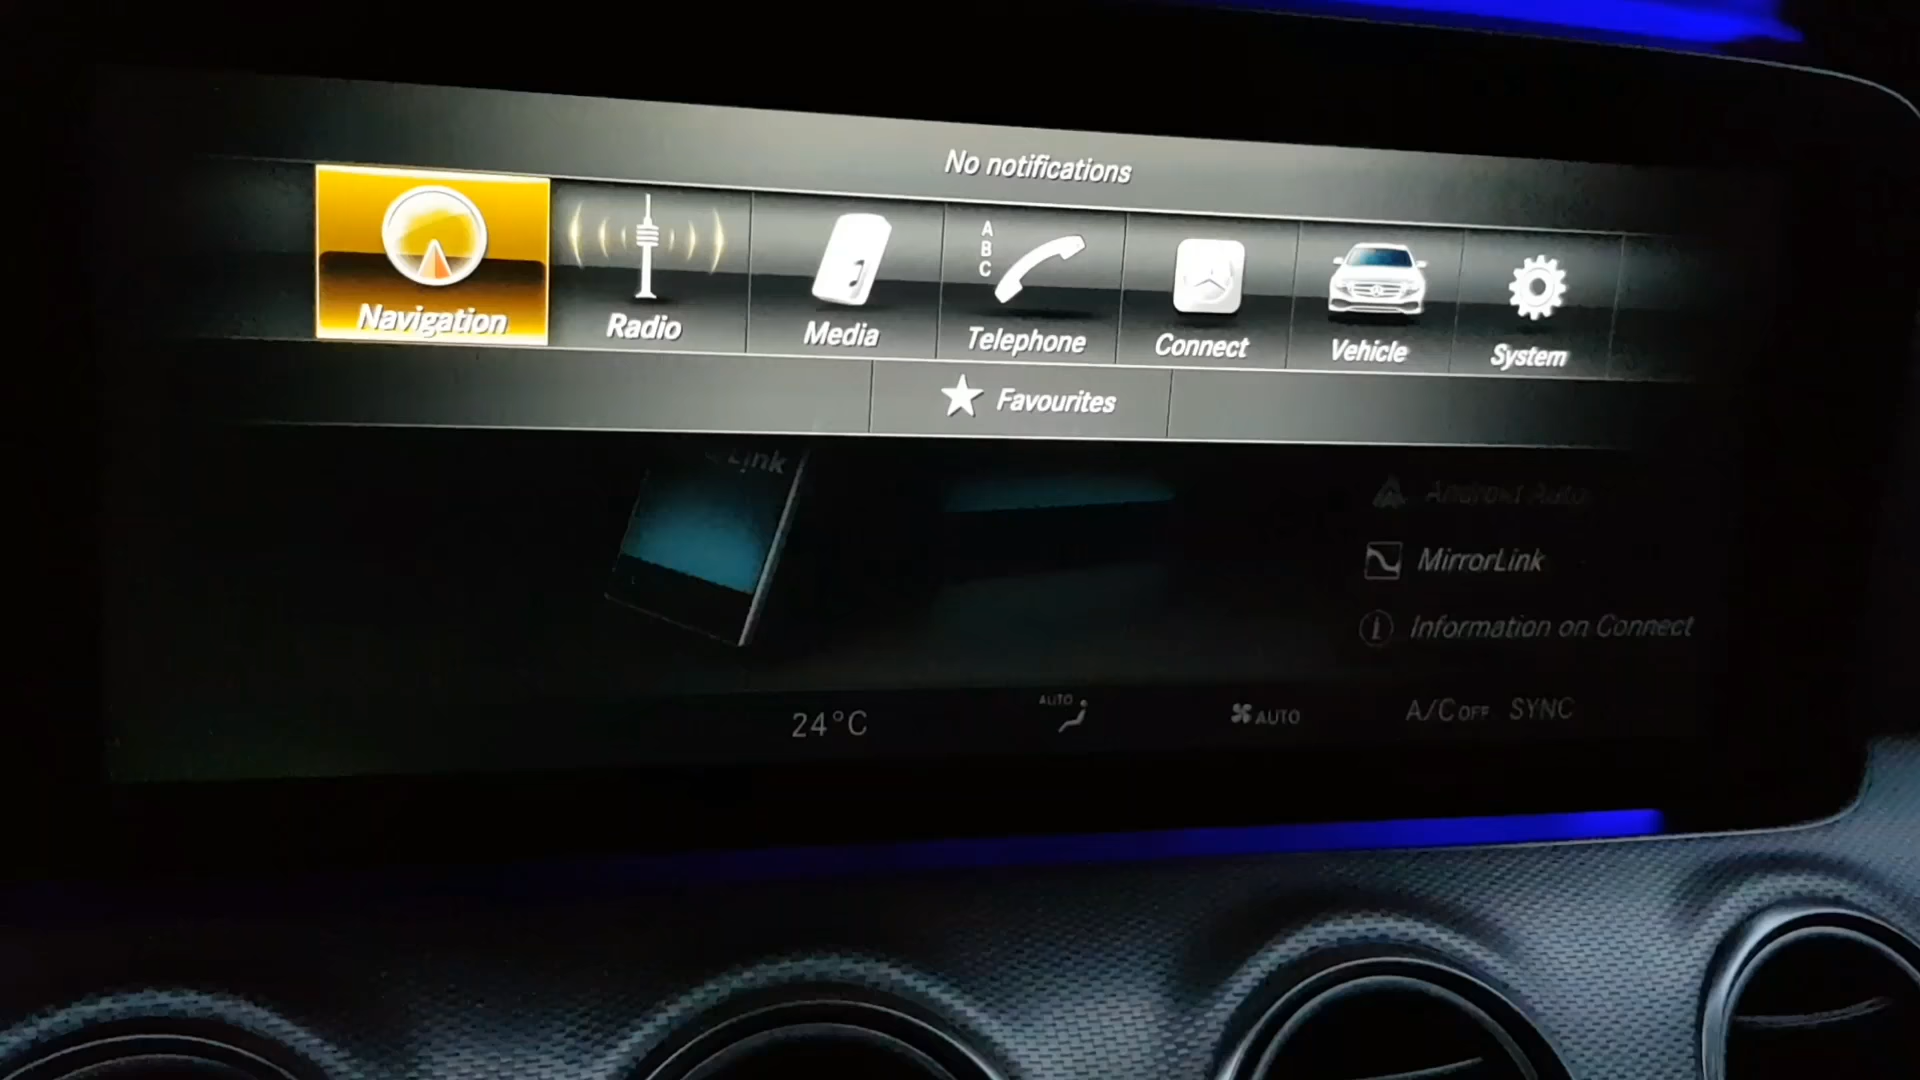 No notifications
Navigation
Radio
Media
A
B
C
Telephone
Connect
Vehicle
System
Favourites
Link
Android Auto
MirrorLink
Information on Connect
24°C
AUTO
AUTO
A/C OFF SYNC